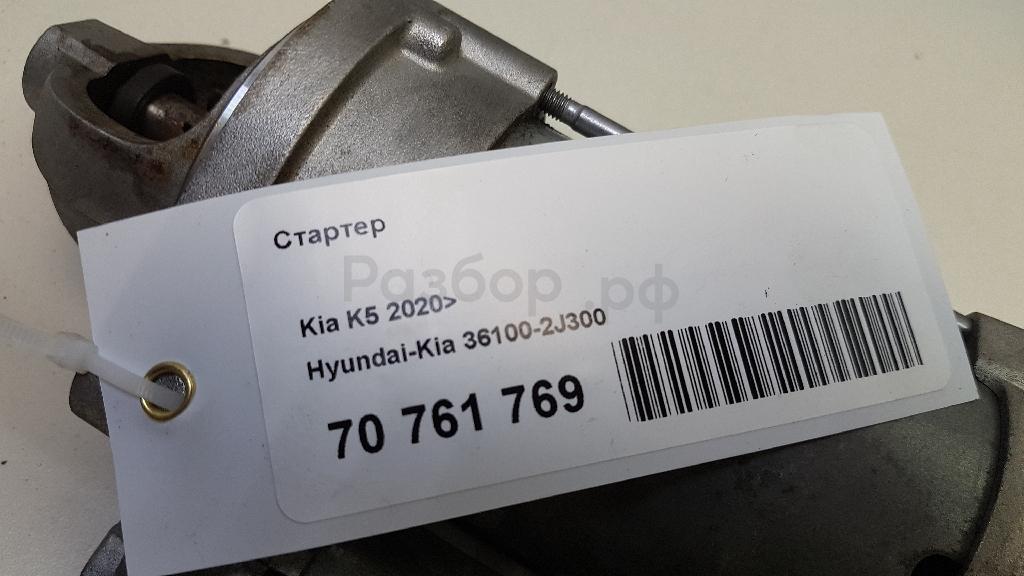 Стартер
Разбор.рф
Kia K5 2020>
Hyundai-Kia 36100-2J300
70 761 769